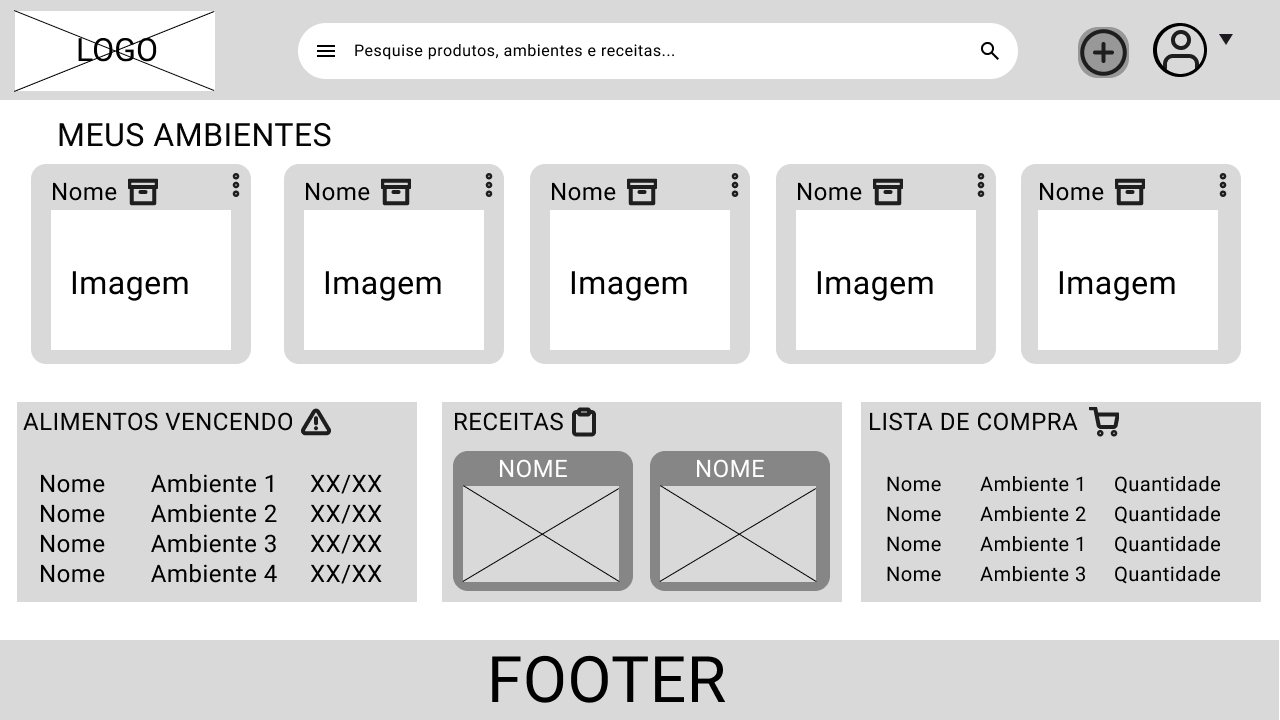 LOGO
Pesquise produtos, ambientes e receitas...
MEUS AMBIENTES
Nome
Imagem
Nome
Imagem
Nome
Imagem
Nome
Imagem
Nome
Imagem
ALIMENTOS VENCENDO
Nome Ambiente 1 XX/XX
Nome Ambiente 2 XX/XX
Nome Ambiente 3 XX/XX
Nome Ambiente 4 XX/XX
RECEITAS
NOME
NOME
LISTA DE COMPRA
Nome Ambiente 1 Quantidade
Nome Ambiente 2 Quantidade
Nome Ambiente 1 Quantidade
Nome Ambiente 3 Quantidade
FOOTER